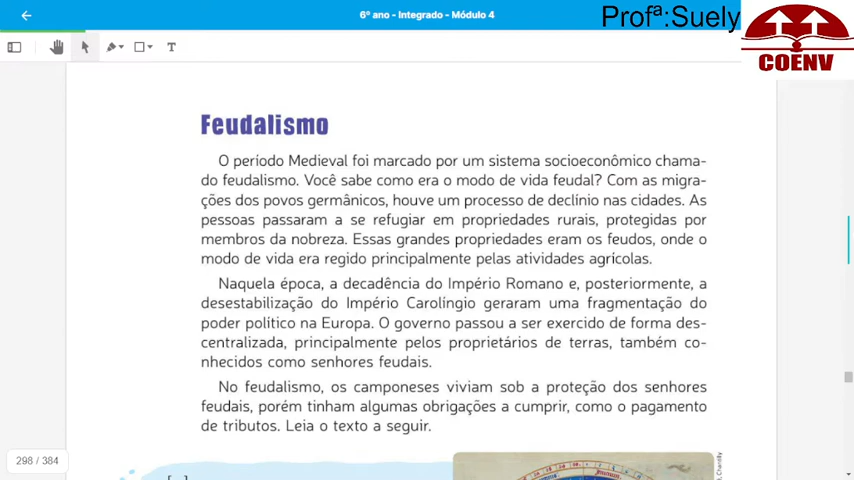 6º ano - Integrado - Módulo 4
Profª:Suely
COENV
T
Feudalismo
O período Medieval foi marcado por um sistema socioeconômico chama-
do feudalismo. Você sabe como era o modo de vida feudal? Com as migra-
ções dos povos germânicos, houve um processo de declínio nas cidades. As
pessoas passaram a se refugiar em propriedades rurais, protegidas por
membros da nobreza. Essas grandes propriedades eram os feudos, onde o
modo de vida era regido principalmente pelas atividades agrícolas.
Naquela época, a decadência do Império Romano e, posteriormente, a
desestabilização do Império Carolíngio geraram uma fragmentação do
poder político na Europa. O governo passou a ser exercido de forma des-
centralizada, principalmente pelos proprietários de terras, também co-
nhecidos como senhores feudais.
No feudalismo, os camponeses viviam sob a proteção dos senhores
feudais, porém tinham algumas obrigações a cumprir, como o pagamento
de tributos. Leia o texto a seguir.
298 / 384